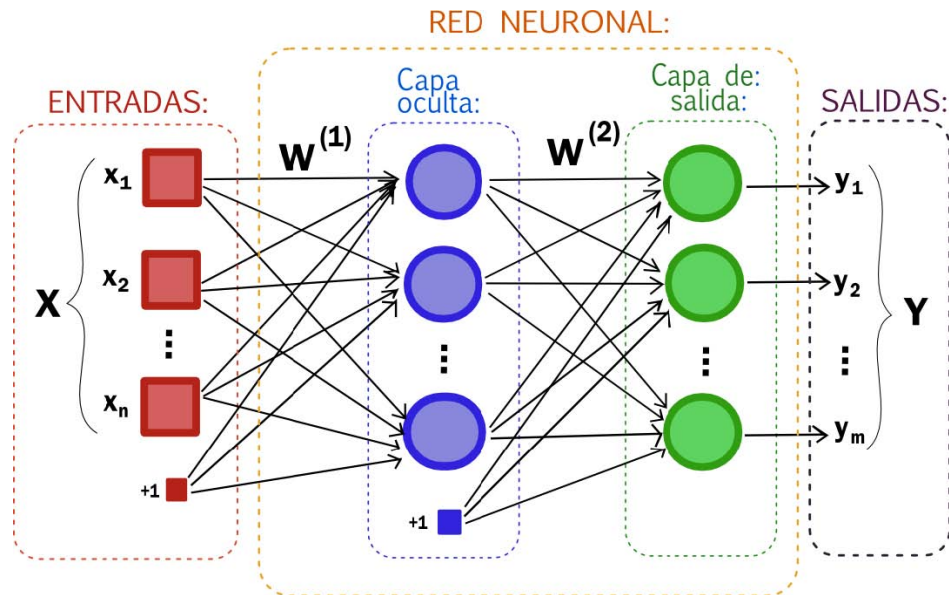 RED NEURONAL:
ENTRADAS:
Capa
oculta:
Capa de:
salida:
SALIDAS:
W(1)
W(2)
x1
x2
⋮
xn
+1
X
⋮
+1
⋮
y1
y2
⋮
ym
Y